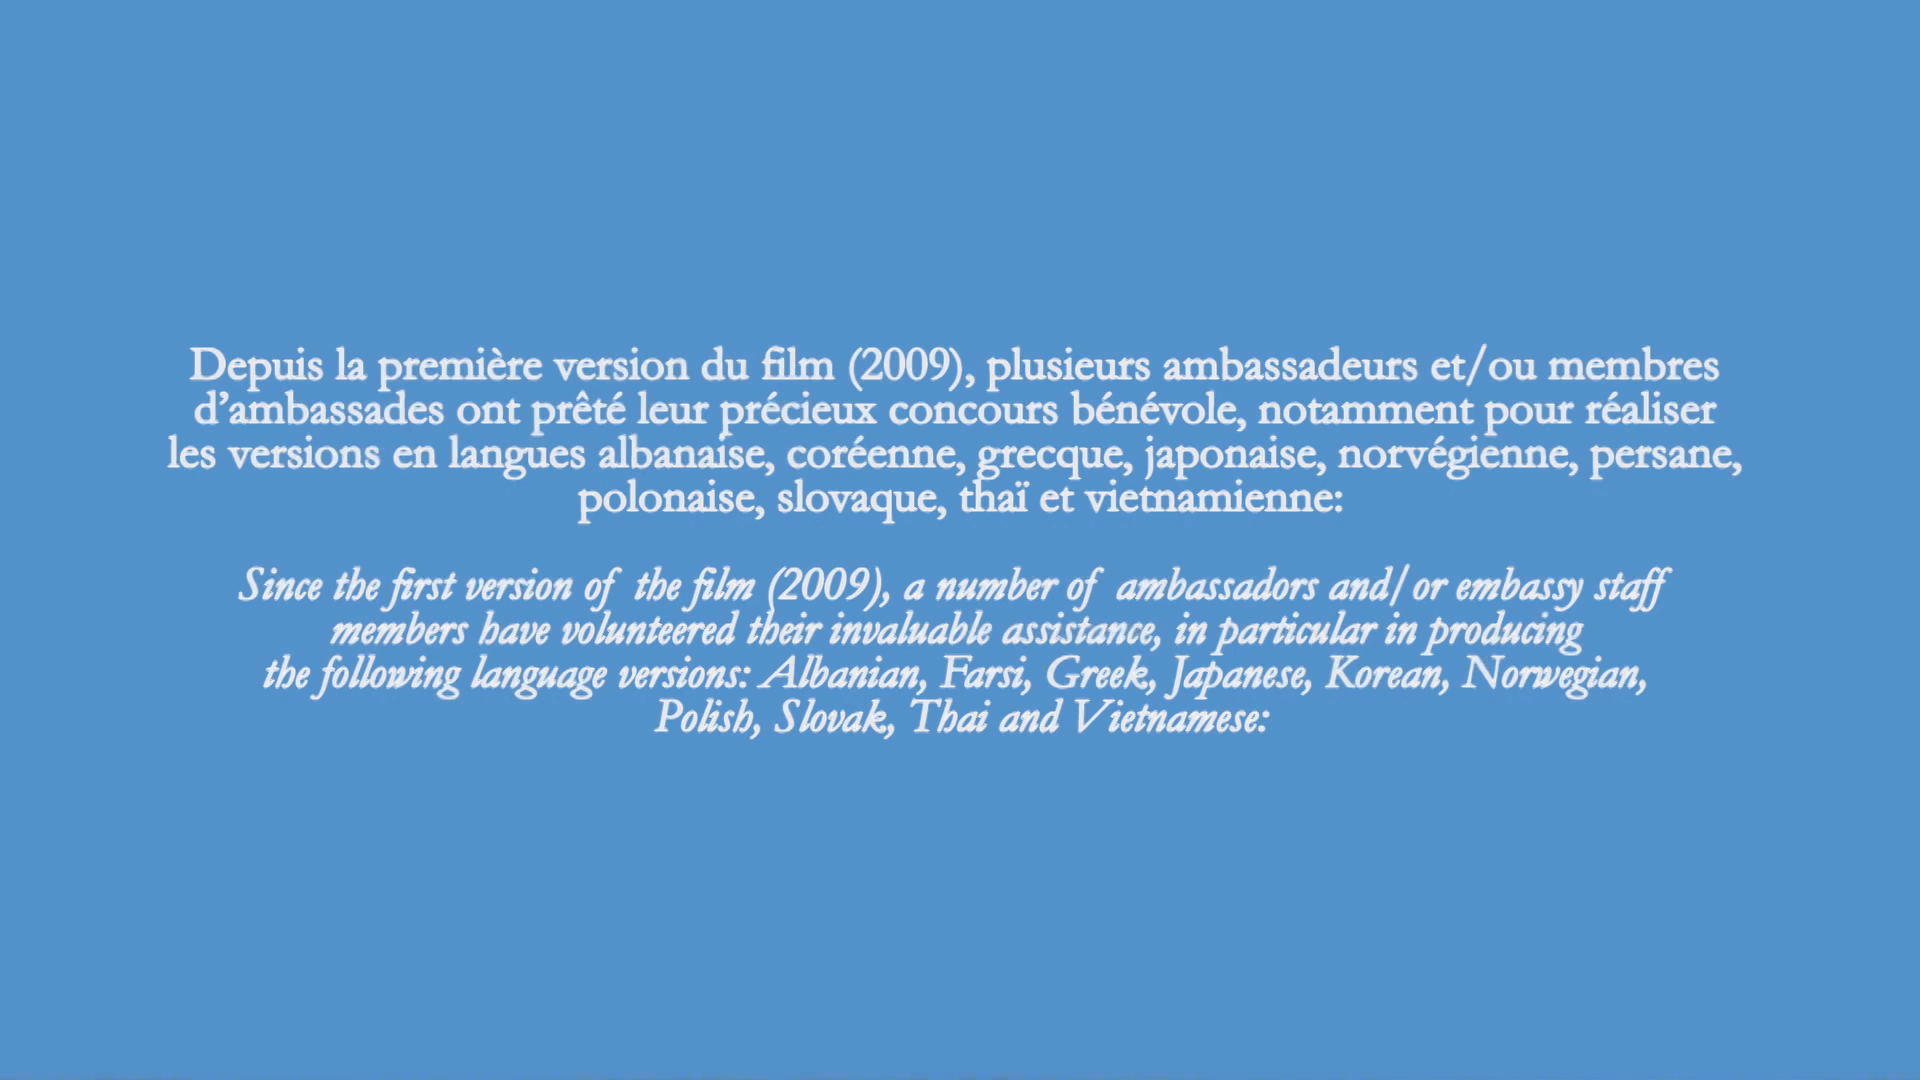 Depuis la première version du film (2009), plusieurs ambassadeurs et/ou membres
d’ambassades ont prêté leur précieux concours bénévole, notamment pour réaliser
les versions en langues albanaise, coréenne, grecque, japonaise, norvégienne, persane,
polonaise, slovaque, thaï et vietnamienne:
Since the first version of the film (2009), a number of ambassadors and/or embassy staff
members have volunteered their invaluable assistance, in particular in producing
the following language versions: Albanian, Farsi, Greek, Japanese, Korean, Norwegian,
Polish, Slovak, Thai and Vietnamese: